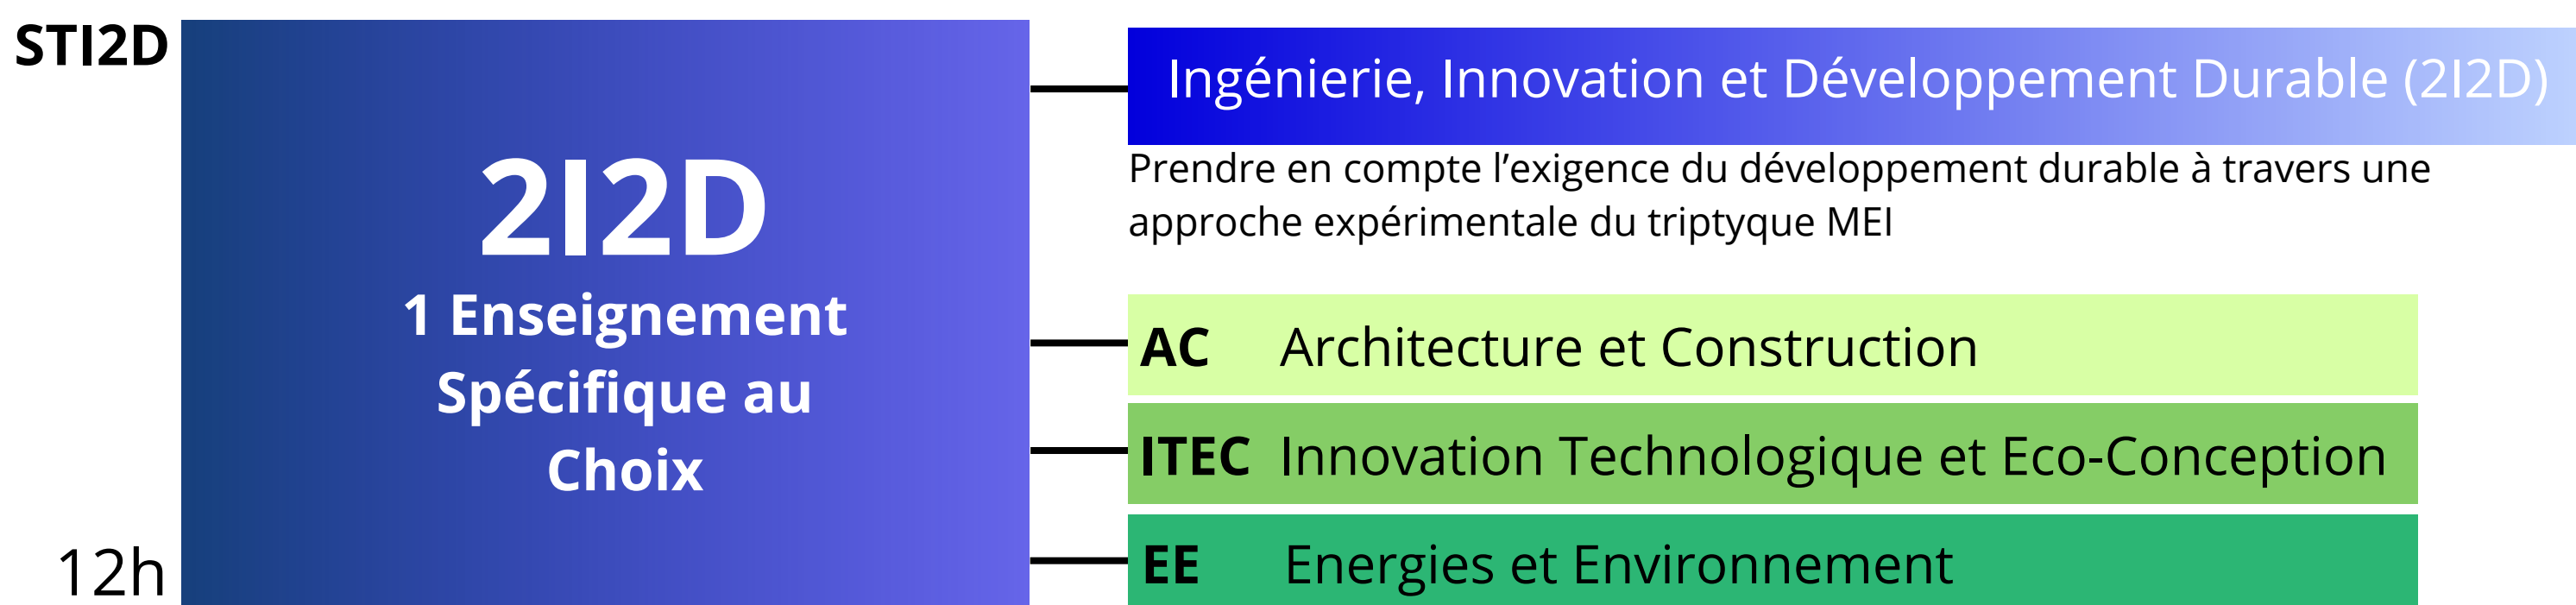 STI2D
2I2D
1 Enseignement
Spécifique au
Choix
12h
Ingénierie, Innovation et Développement Durable (2I2D)
Prendre en compte l’exigence du développement durable à travers une
approche expérimentale du triptyque MEI
AC Architecture et Construction
ITEC Innovation Technologique et Eco-Conception
EE Energies et Environnement